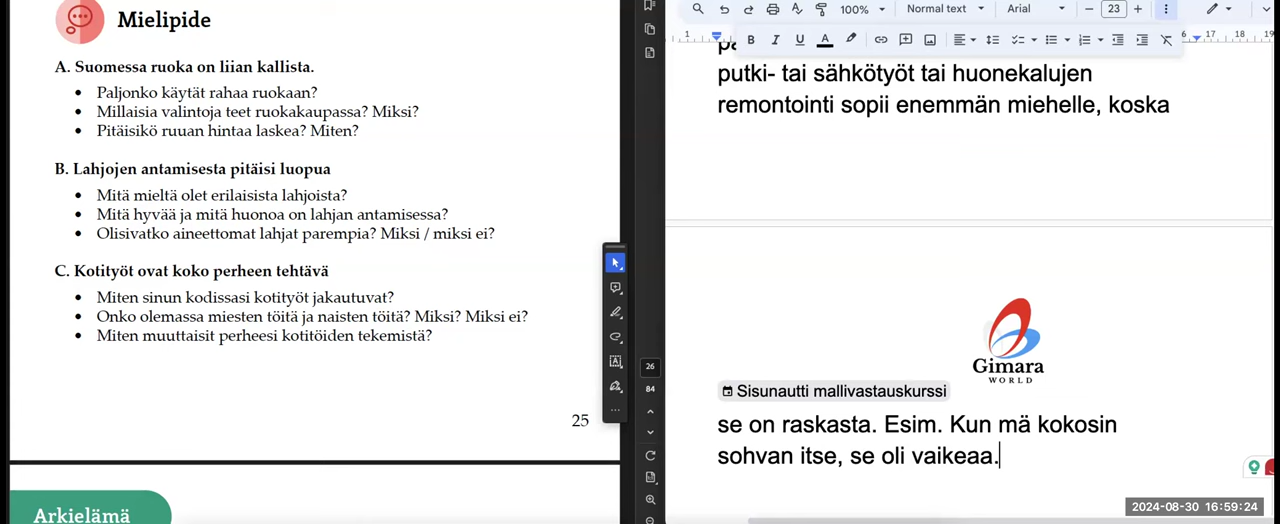 Mielipide
A. Suomessa ruoka on liian kallista.
• Paljonko käytät rahaa ruokaan?
• Millaisia valintoja teet ruokakaupassa? Miksi?
• Pitäisikö ruuan hintaa laskea? Miten?
B. Lahjojen antamisesta pitäisi luopua
• Mitä mieltä olet erilaisista lahjoista?
• Mitä hyvää ja mitä huonoa on lahjan antamisessa?
• Olisivatko aineettomat lahjat parempia? Miksi / miksi ei?
C. Kotityöt ovat koko perheen tehtävä
• Miten sinun kodissasi kotityöt jakautuvat?
• Onko olemassa miesten töitä ja naisten töitä? Miksi? Miksi ei?
• Miten muuttaisit perheesi kotitöiden tekemistä?
25
Arkielämä
26
84
100% Normal text Arial 23
1 16 17 18 19
putki- tai sähkötyöt tai huonekalujen
remontointi sopii enemmän miehelle, koska
Gimara
WORLD
Sisunautti mallivastauskurssi
se on raskasta. Esim. Kun mä kokosin
sohvan itse, se oli vaikeaa.
2024-08-30 16:59:24